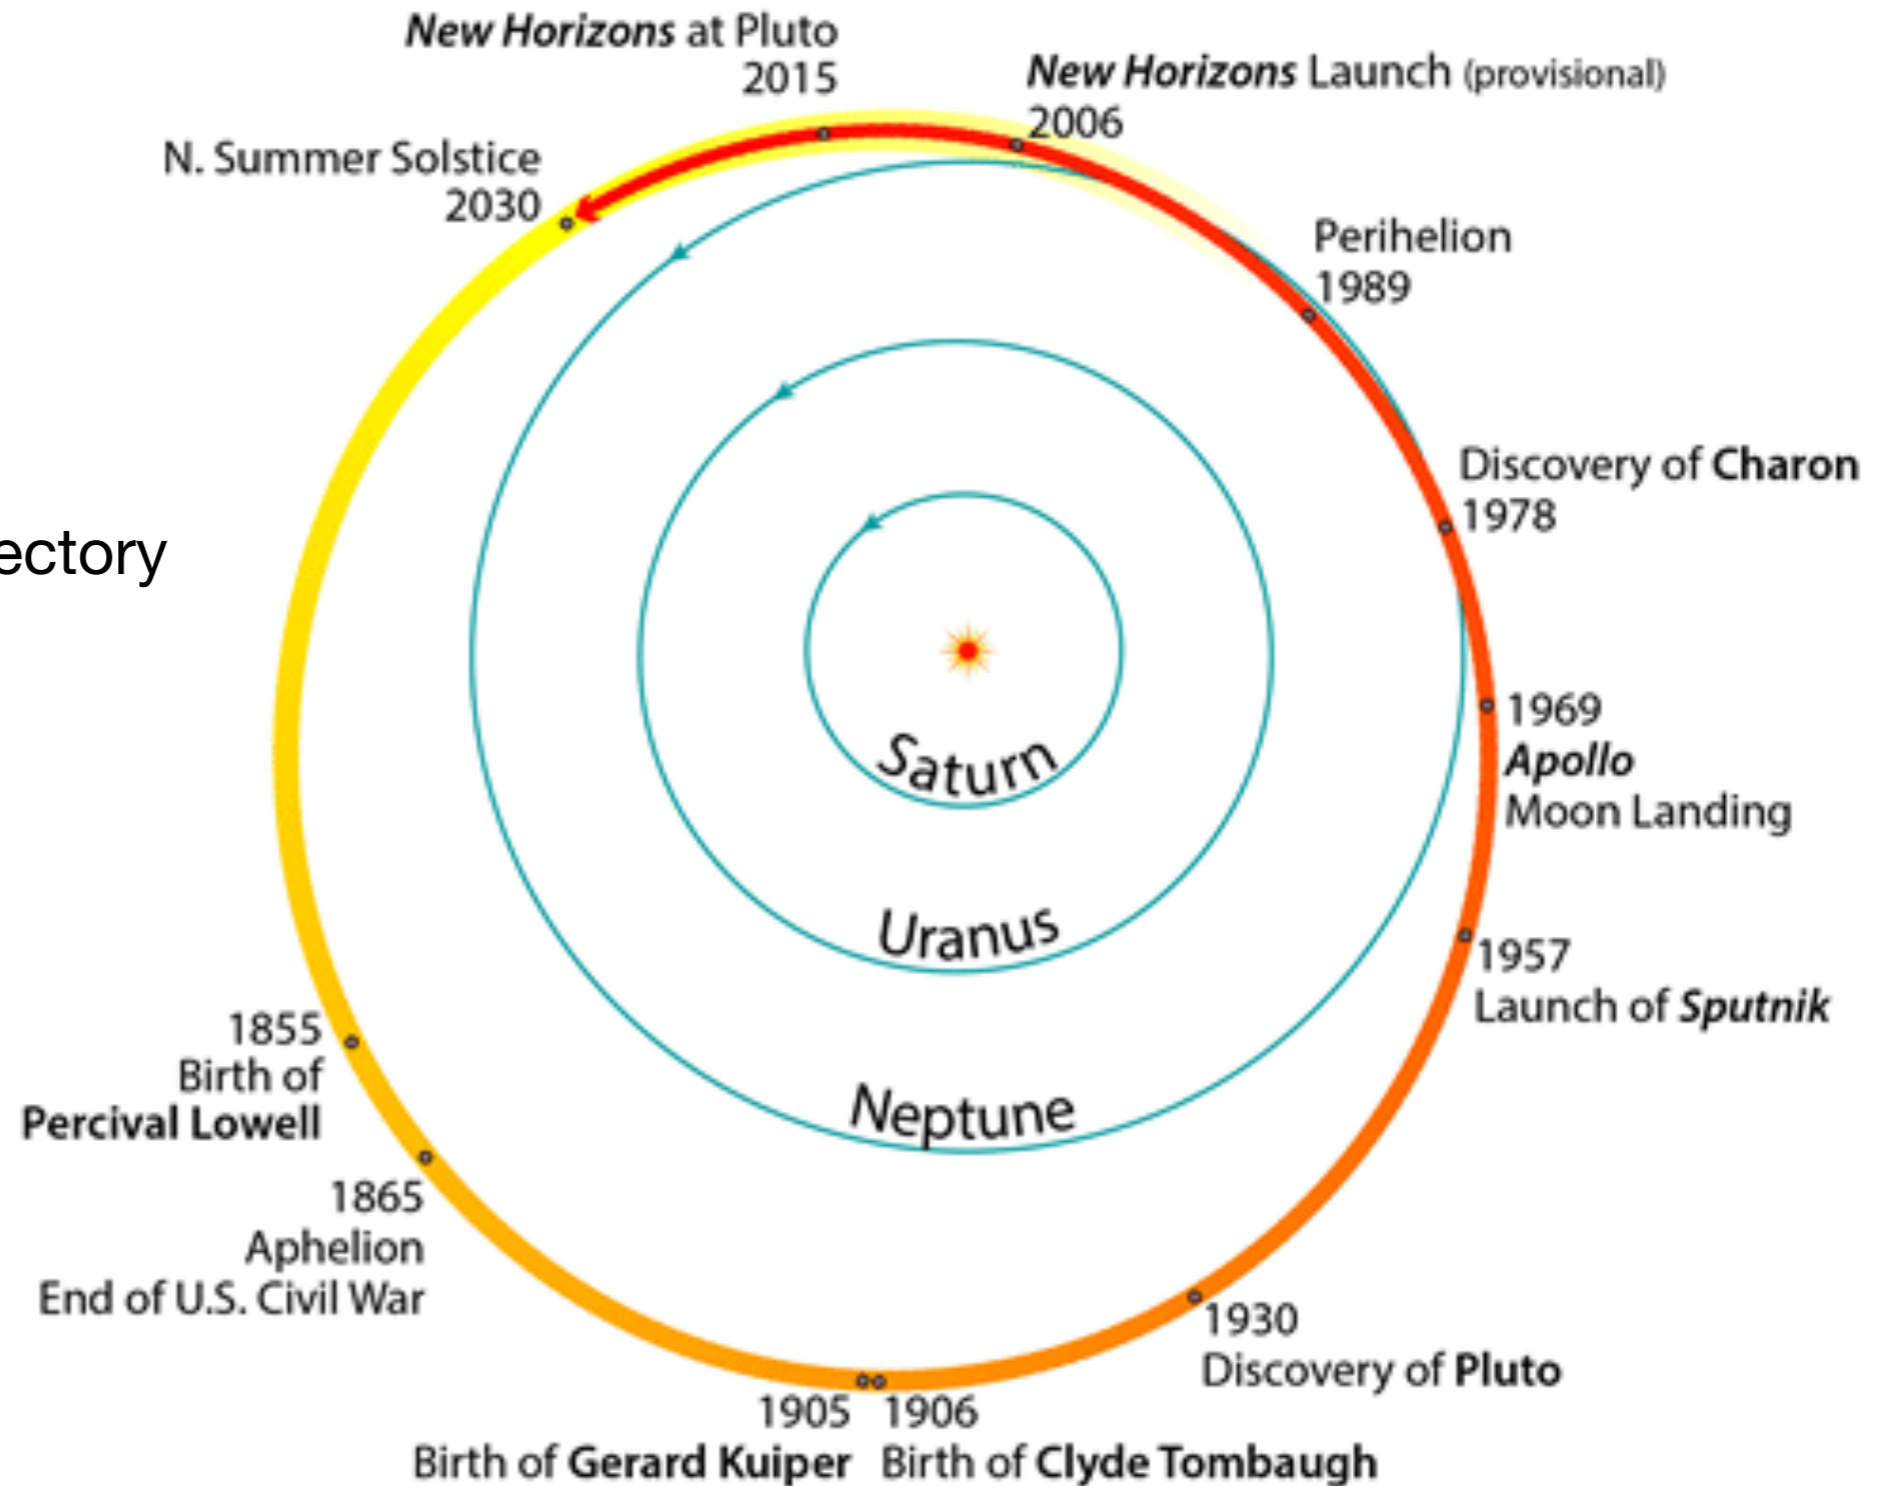 New Horizons at Pluto
2015
New Horizons Launch (provisional)
2006
N. Summer Solstice
2030
Perihelion
1989
Discovery of Charon
1978
ectory
1969
Apollo
Moon Landing
Saturn
Uranus
1957
Launch of Sputnik
Neptune
1855
Birth of
Percival Lowell
1865
Aphelion
End of U.S. Civil War
1930
Discovery of Pluto
1905
Birth of Gerard Kuiper
1906
Birth of Clyde Tombaugh